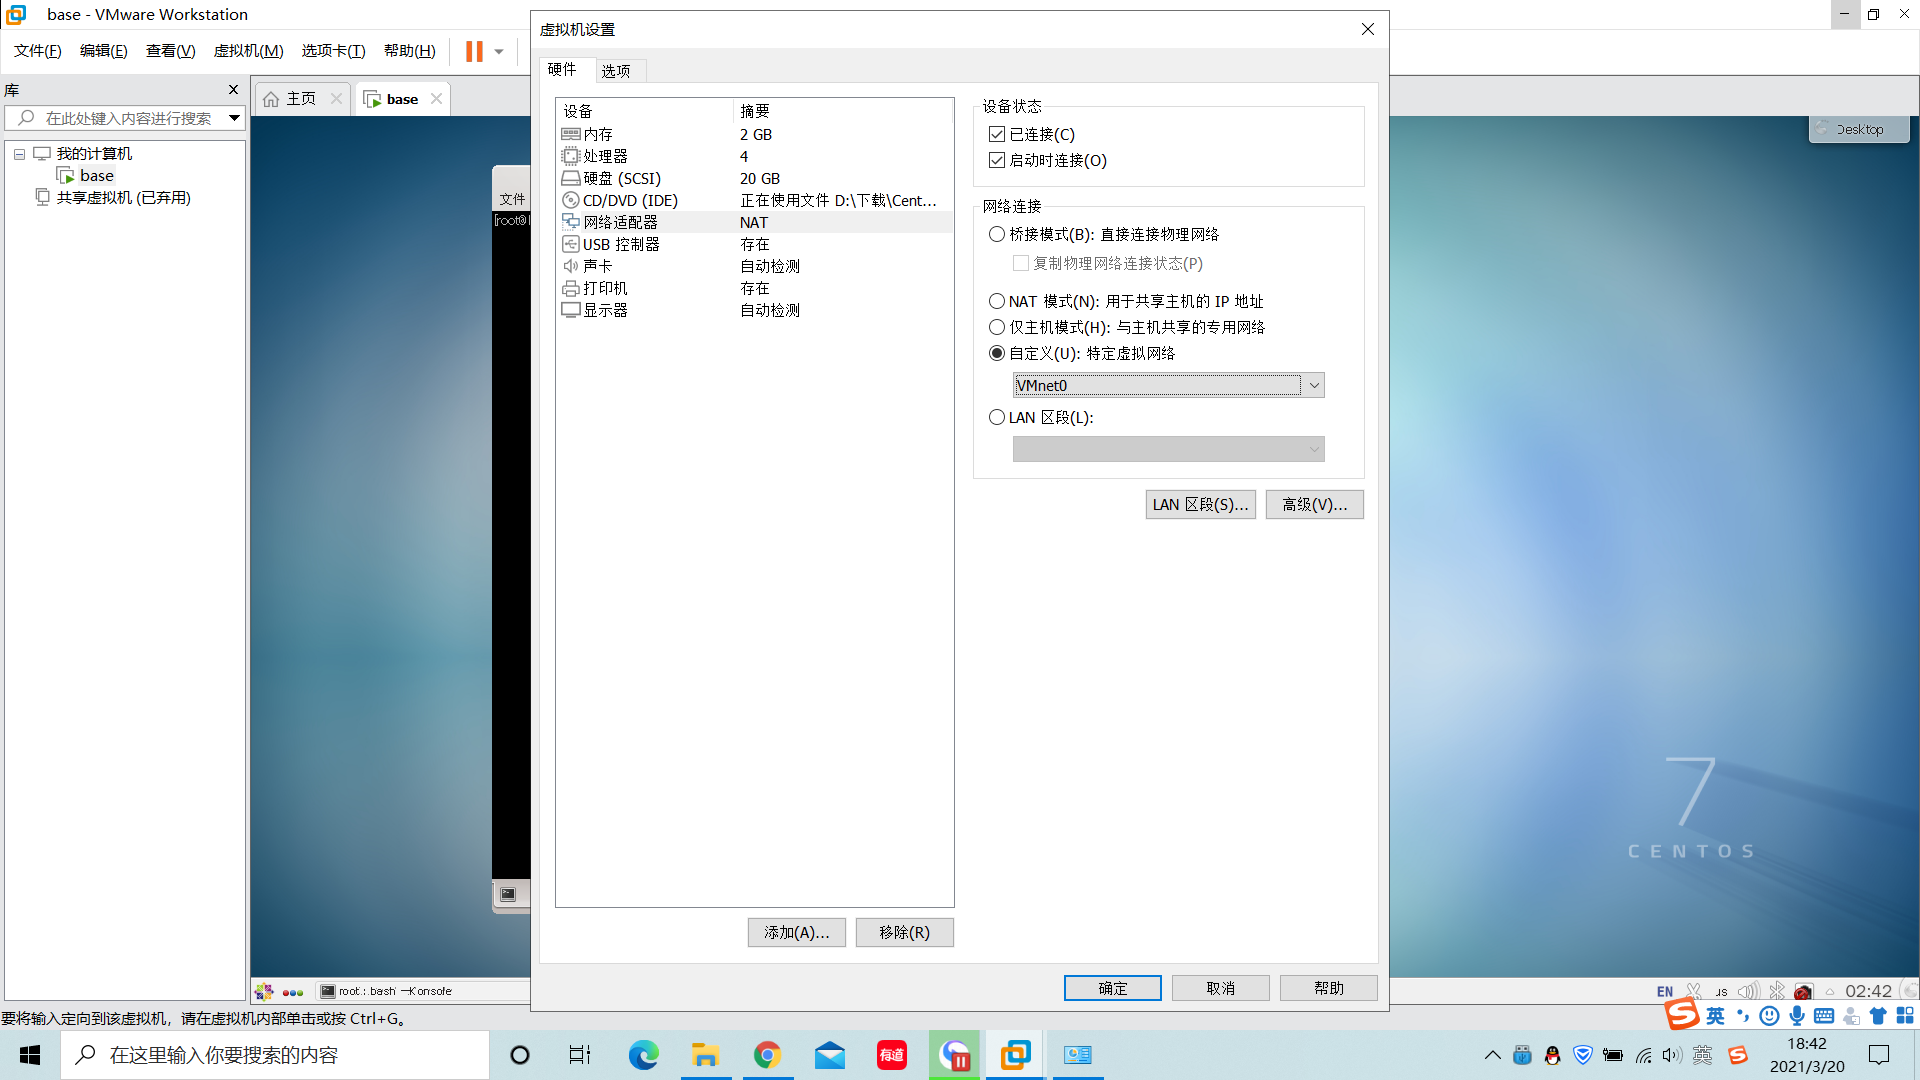 base - VMware Workstation
文件(F) 编辑(E) 查看(V) 虚拟机(M) 选项卡(T) 帮助(H)
库
在此处键入内容进行搜索
我的计算机
base
共享虚拟机 (已弃用)
主页
base
Desktop
文件
[root@
虚拟机设置
硬件 选项
设备 摘要
内存 2 GB
处理器 4
硬盘 (SCSI) 20 GB
CD/DVD (IDE) 正在使用文件 D:\下载\Cent...
网络适配器 NAT
USB 控制器 存在
声卡 自动检测
打印机 存在
显示器 自动检测
添加(A)... 移除(R)
设备状态
已连接(C)
启动时连接(O)
网络连接
桥接模式(B): 直接连接物理网络
复制物理网络连接状态(P)
NAT 模式(N): 用于共享主机的 IP 地址
仅主机模式(H): 与主机共享的专用网络
自定义(U): 特定虚拟网络
VMnet0
LAN 区段(L):
LAN 区段(S)... 高级(V)...
确定 取消 帮助
7
CENTOS
root : bash — Konsole
EN JS 02:42
要将输入定向到该虚拟机，请在虚拟机内部单击或按 Ctrl+G。
英
在这里输入你要搜索的内容
有道
英
18:42
2021/3/20